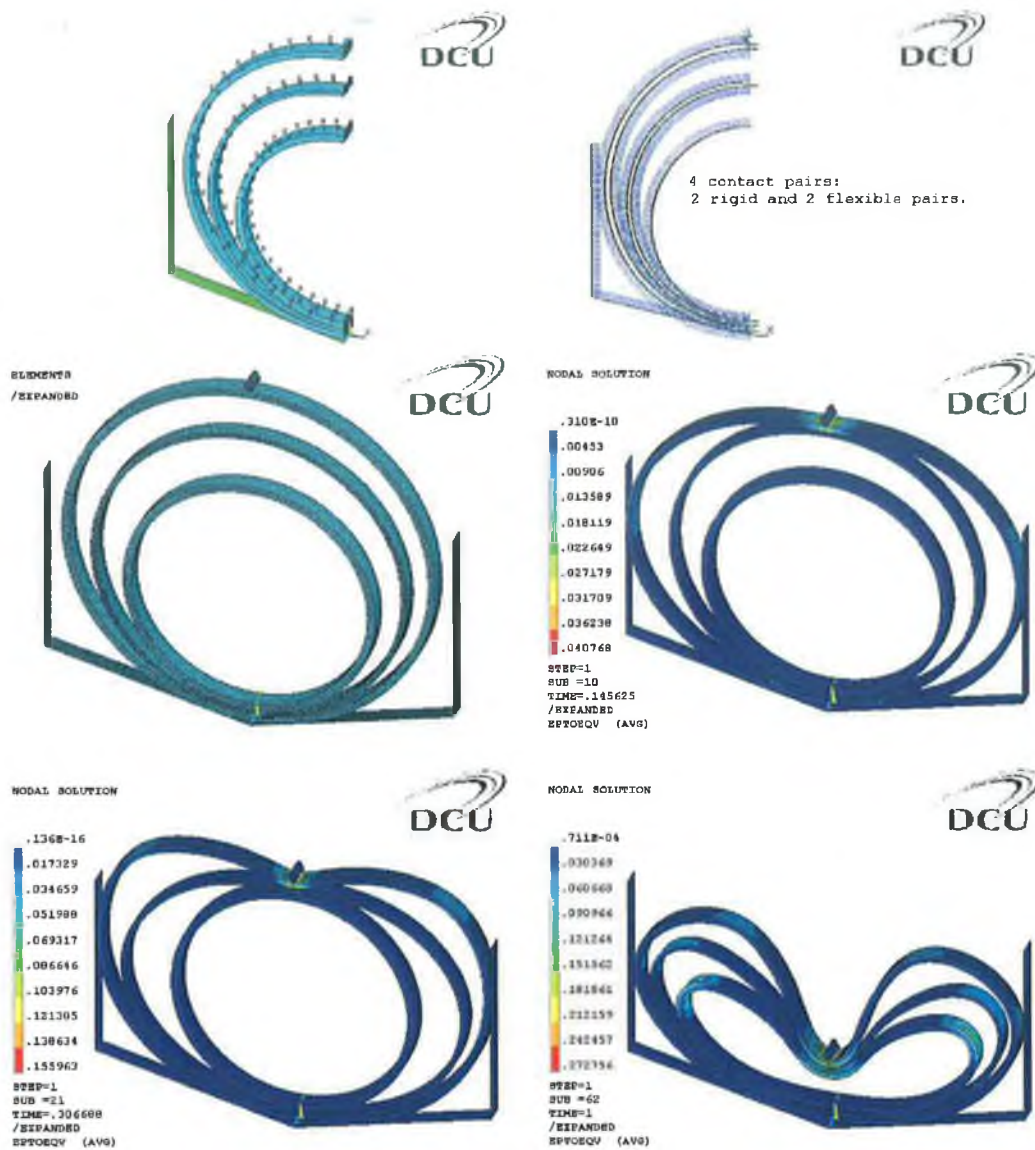 DCU
DCU
4 contact pairs:
2 rigid and 2 flexible pairs.
ELEMENTS
/EXPANDED
DCU
NODAL SOLUTION
DCU
.310E-10
.00453
.00906
.013589
.018119
.022649
.027179
.031709
.036238
.040768
STEP=1
SUB =10
TIME=.145625
/EXPANDED
EPTOEQV (AVG)
NODAL SOLUTION
DCU
.136E-16
.017329
.034659
.051988
.069317
.086646
.103976
.121305
.138634
.155963
STEP=1
SUB =21
TIME=.306688
/EXPANDED
EPTOEQV (AVG)
NODAL SOLUTION
DCU
.711E-04
.030369
.060668
.090966
.121264
.151562
.181861
.212159
.242457
.272756
STEP=1
SUB =62
TIME=1
/EXPANDED
EPTOEQV (AVG)